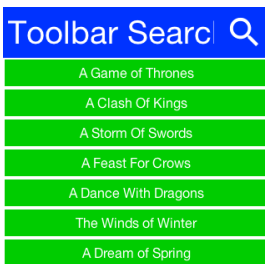 Toolbar Searc
A Game of Thrones
A Clash Of Kings
A Storm Of Swords
A Feast For Crows
A Dance With Dragons
The Winds of Winter
A Dream of Spring